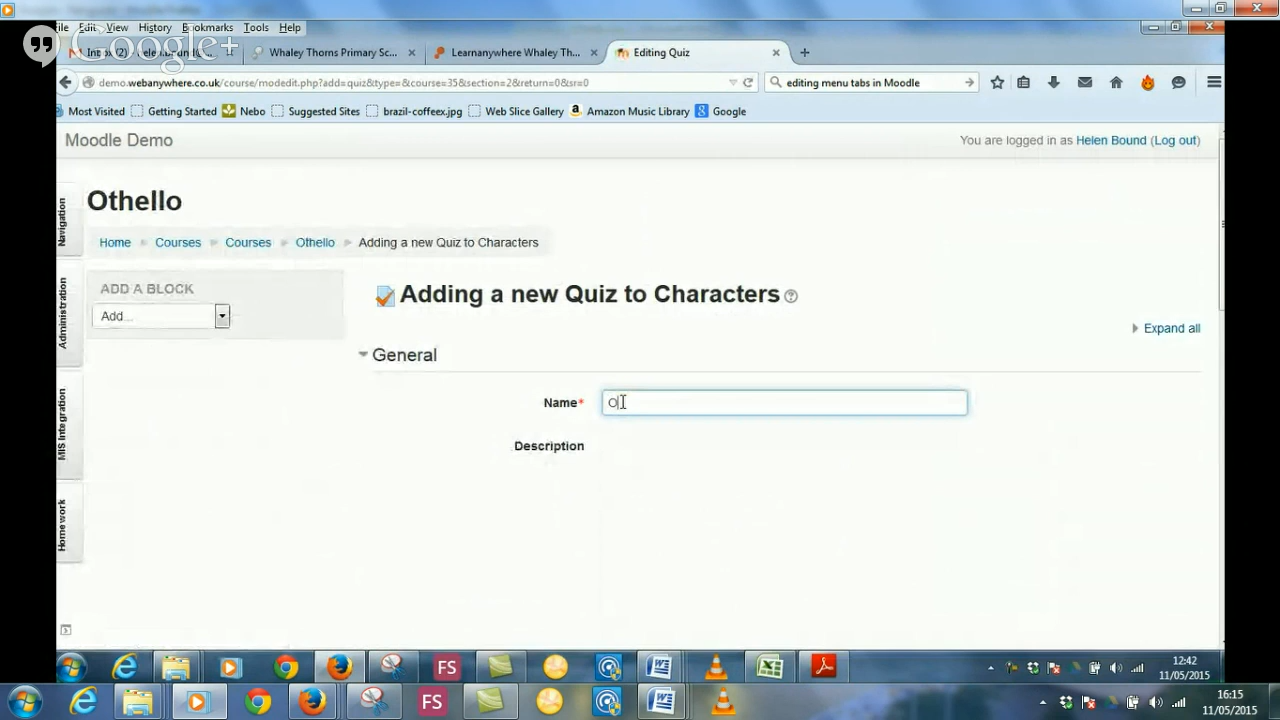 File Edit View History Bookmarks Tools Help
Google+
Whaley Thorns Primary Sc... × Learnanywhere Whaley Th... × Editing Quiz × +
demo.webanywhere.co.uk/course/modedit.php?add=quiz&type=&course=35&section=2&return=0&sr=0
editing menu tabs in Moodle
Most Visited Getting Started Nebo Suggested Sites brazil-coffeex.jpg Web Slice Gallery Amazon Music Library Google
Moodle Demo
You are logged in as Helen Bound (Log out)
Othello
Home Courses Courses Othello Adding a new Quiz to Characters
Navigation
Administration
MIS Integration
Homework
ADD A BLOCK
Add...
Adding a new Quiz to Characters
Expand all
General
Name* O
Description
FS
12:42
11/05/2015
FS
16:15
11/05/2015